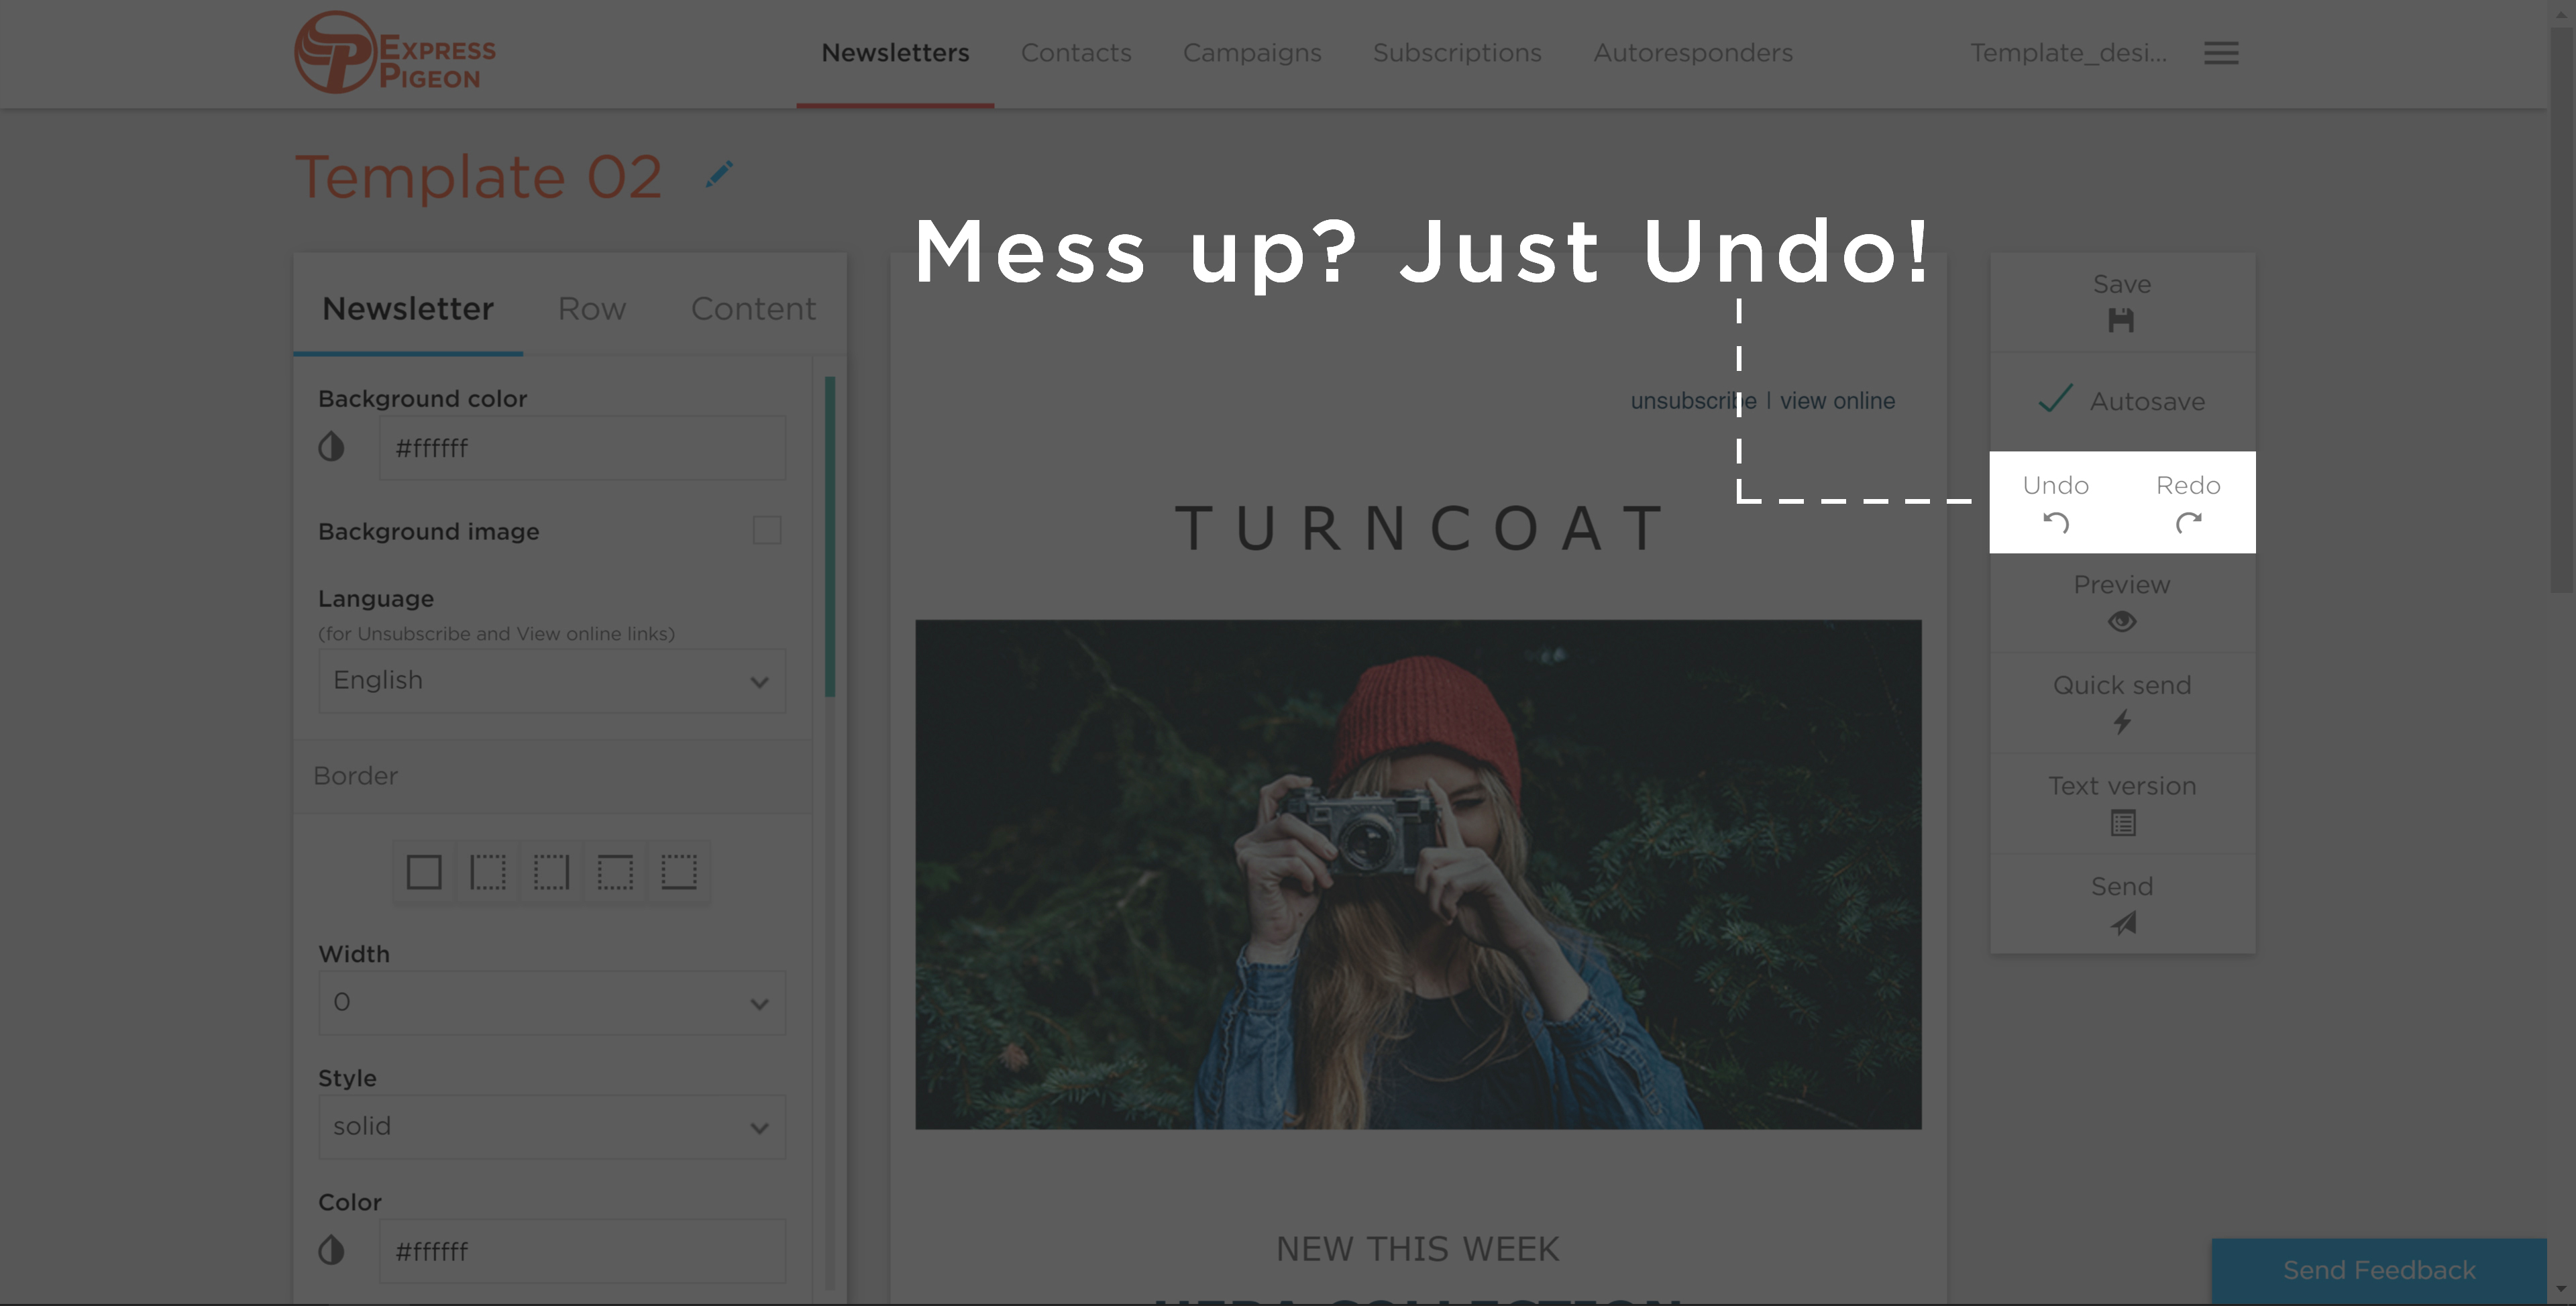 EXPRESS
PIGEON
Newsletters
Contacts
Campaigns
Subscriptions
Autoresponders
Template_desi...
Template 02
Mess up? Just Undo!
Newsletter
Row
Content
Background color
#ffffff
Background image
Language
(for Unsubscribe and View online links)
English
Border
Width
0
Style
solid
Color
#ffffff
unsubscribe | view online
TURNCOAT
NEW THIS WEEK
Save
Autosave
Undo
Redo
Preview
Quick send
Text version
Send
Send Feedback